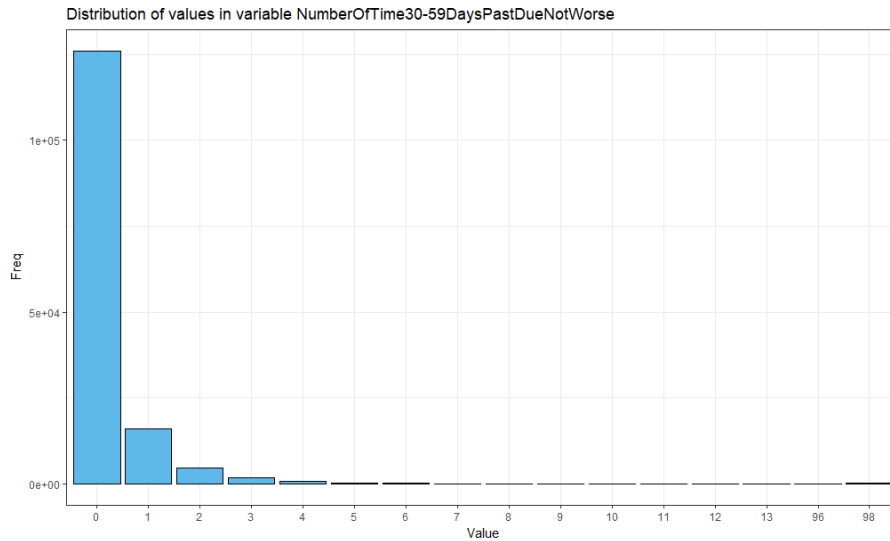 Distribution of values in variable NumberOfTime30-59DaysPastDueNotWorse
1e+05
5e+04
0e+00
Freq
0 1 2 3 4 5 6 7 8 9 10 11 12 13 96 98
Value